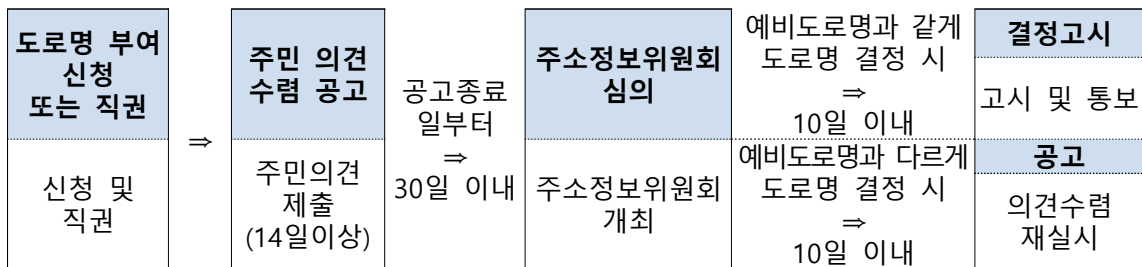 도로명 부여
신청
또는 직권
신청 및
직권
⇒
주민 의견
수렴 공고
주민의견
제출
(14일이상)
공고종료
일부터
⇒
30일 이내
주소정보위원회
심의
주소정보위원회
개최
예비도로명과 같게
도로명 결정 시
⇒
10일 이내
결정고시
고시 및 통보
예비도로명과 다르게
도로명 결정 시
⇒
10일 이내
공고
의견수렴
재실시